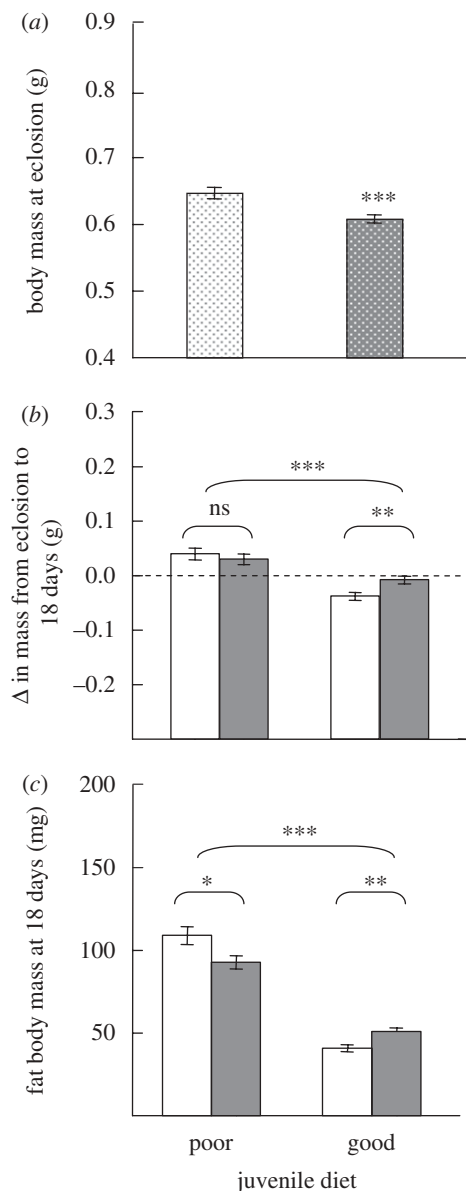 (a)
0.9
0.8
0.7
0.6
0.5
0.4
body mass at eclosion (g)
***
(b)
0.3
0.2
0.1
0.0
–0.1
–0.2
Δ in mass from eclosion to
18 days (g)
***
ns
**
(c)
200
150
100
50
fat body mass at 18 days (mg)
***
*
**
poor
good
juvenile diet